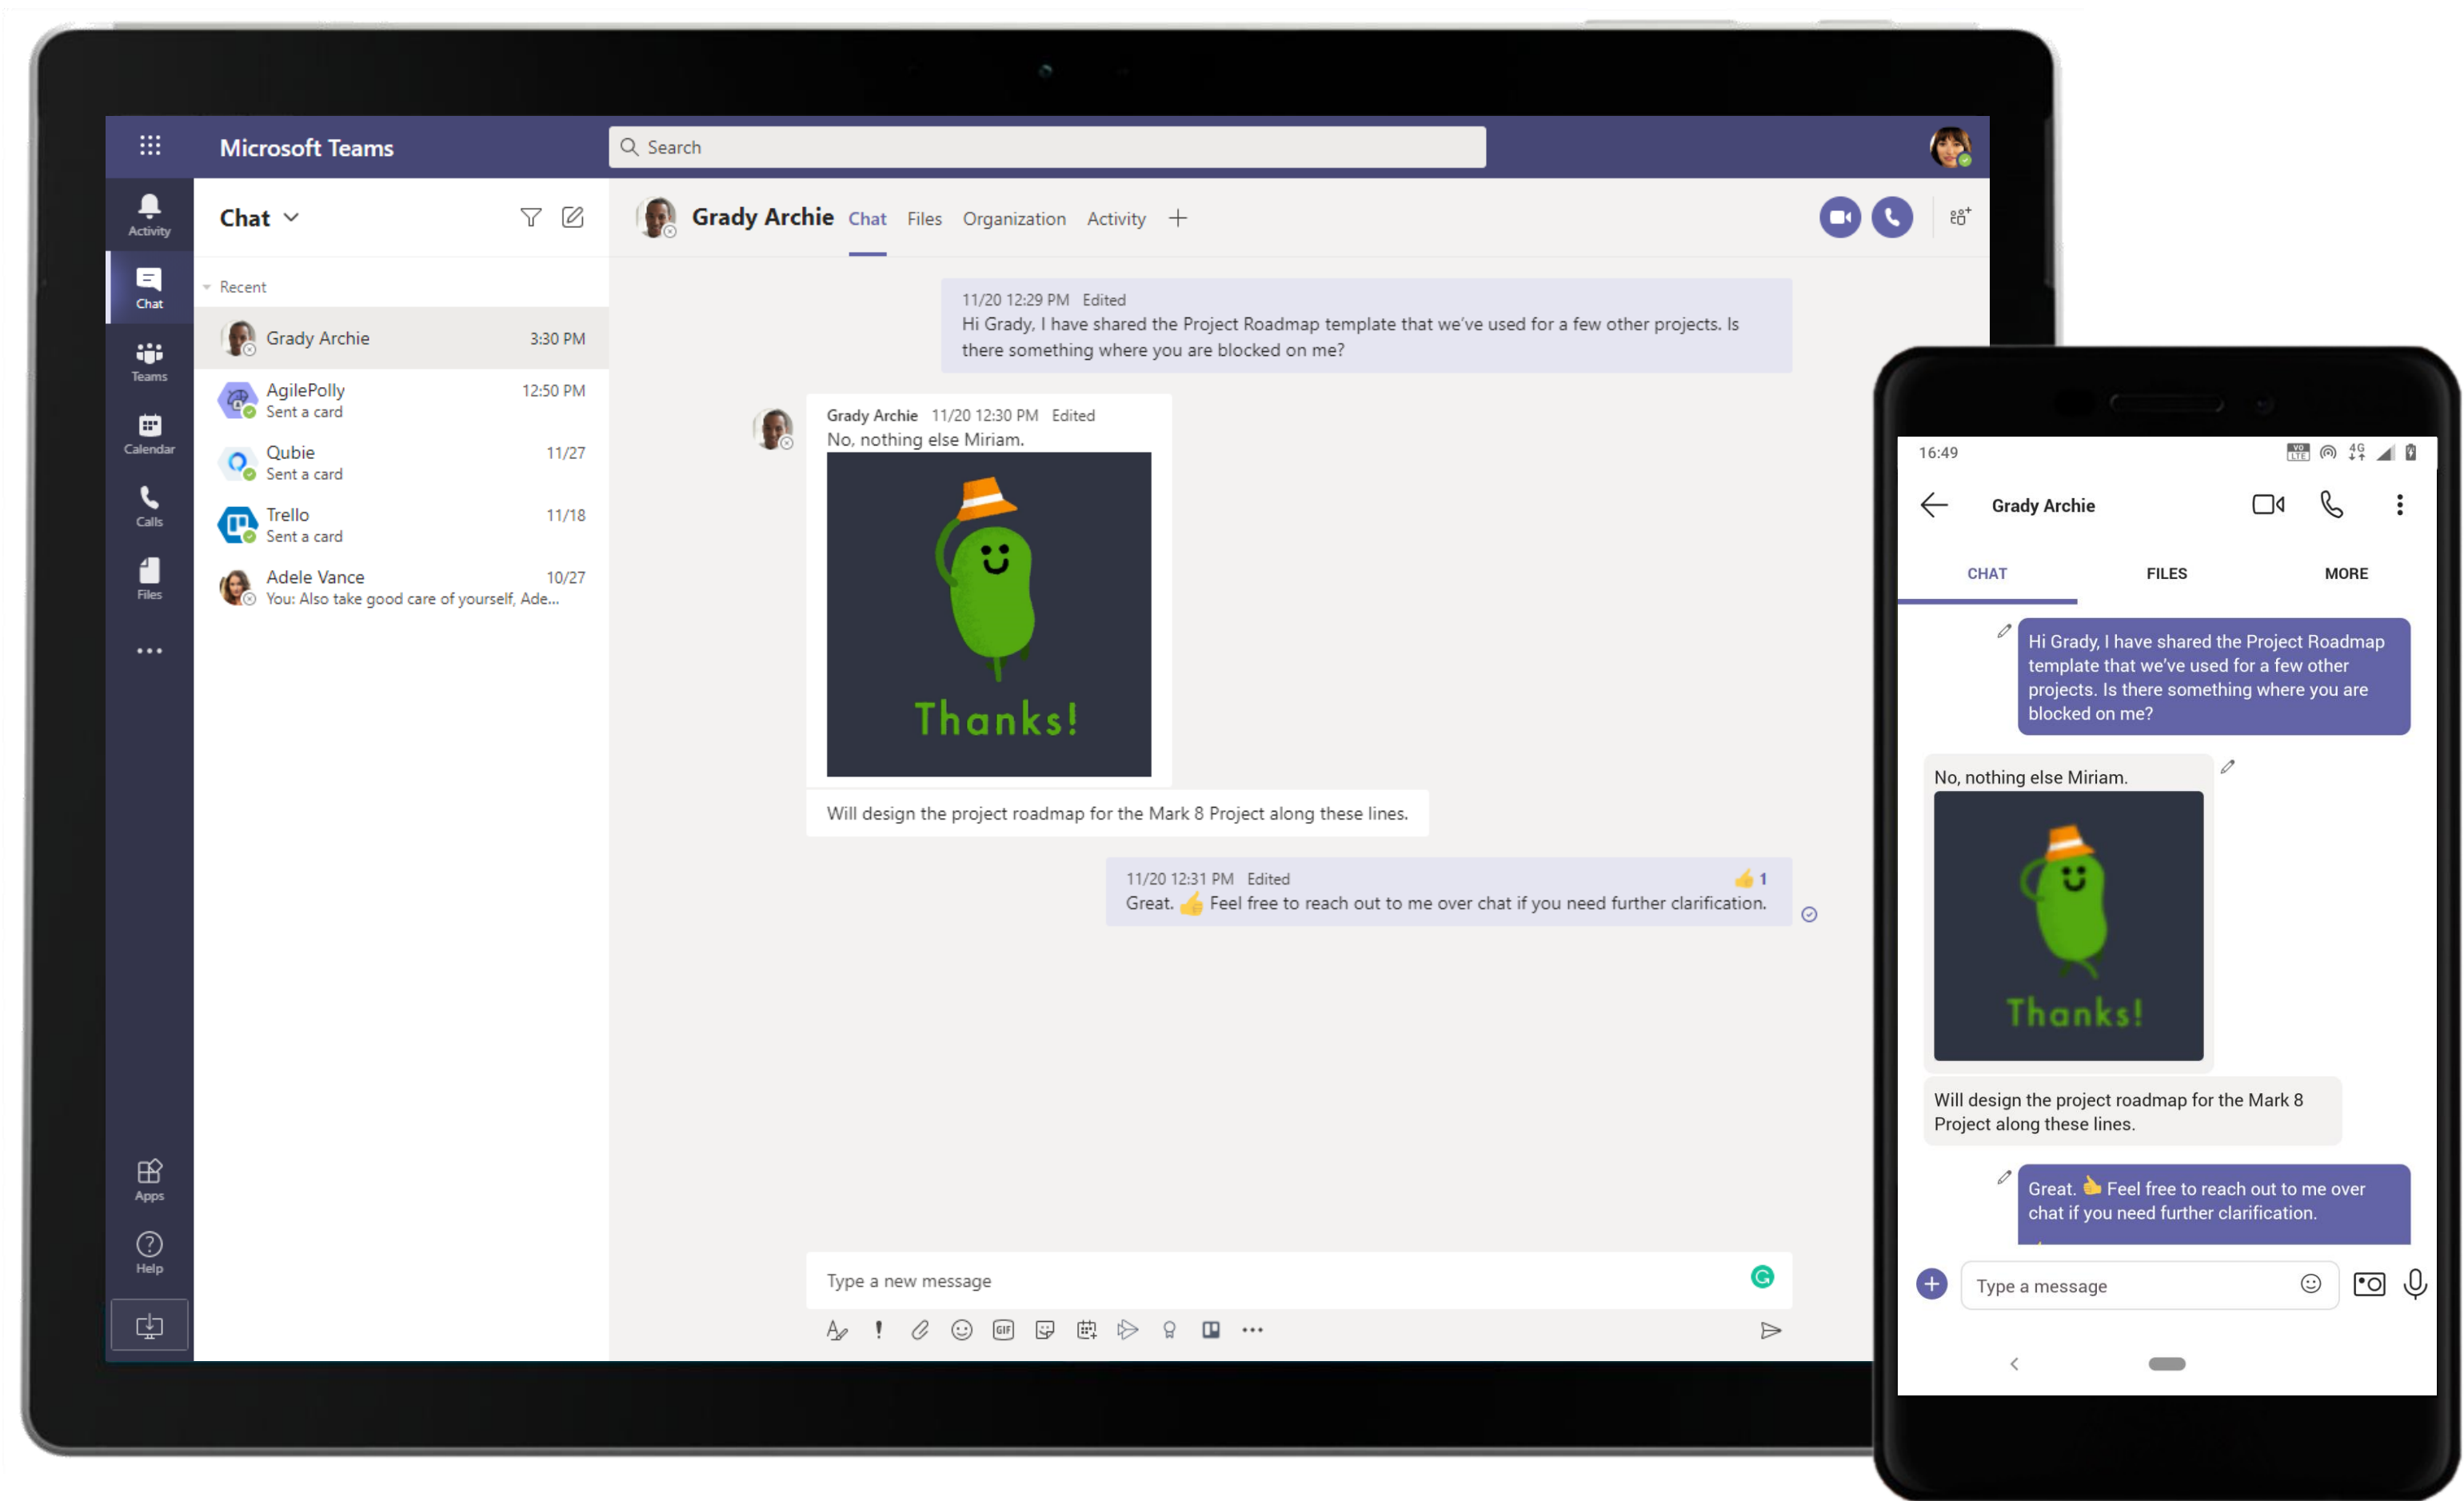 Microsoft Teams
Search
Activity
Chat
Teams
Calendar
Calls
Files
Apps
Help
Chat
Recent
Grady Archie 3:30 PM
AgilePolly 12:50 PM
Sent a card
Qubie 11/27
Sent a card
Trello 11/18
Sent a card
Adele Vance 10/27
You: Also take good care of yourself, Ade...
Grady Archie Chat Files Organization Activity
11/20 12:29 PM Edited
Hi Grady, I have shared the Project Roadmap template that we've used for a few other projects. Is
there something where you are blocked on me?
Grady Archie 11/20 12:30 PM Edited
No, nothing else Miriam.
Thanks!
Will design the project roadmap for the Mark 8 Project along these lines.
11/20 12:31 PM Edited 👍 1
Great. 👍 Feel free to reach out to me over chat if you need further clarification.
Type a new message
GIF
16:49 VO LTE 4G
Grady Archie
CHAT FILES MORE
Hi Grady, I have shared the Project Roadmap
template that we've used for a few other
projects. Is there something where you are
blocked on me?
No, nothing else Miriam.
Thanks!
Will design the project roadmap for the Mark 8
Project along these lines.
Great. 👍 Feel free to reach out to me over
chat if you need further clarification.
Type a message